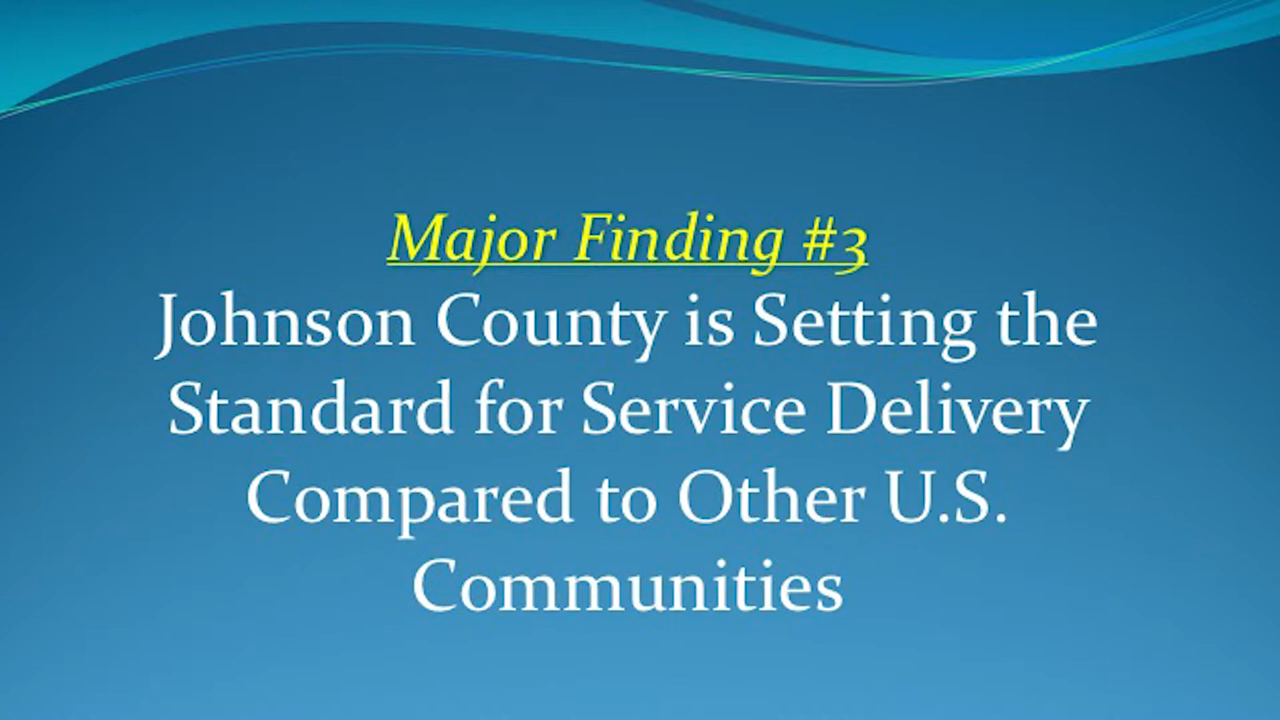 Major Finding #3
Johnson County is Setting the
Standard for Service Delivery
Compared to Other U.S.
Communities